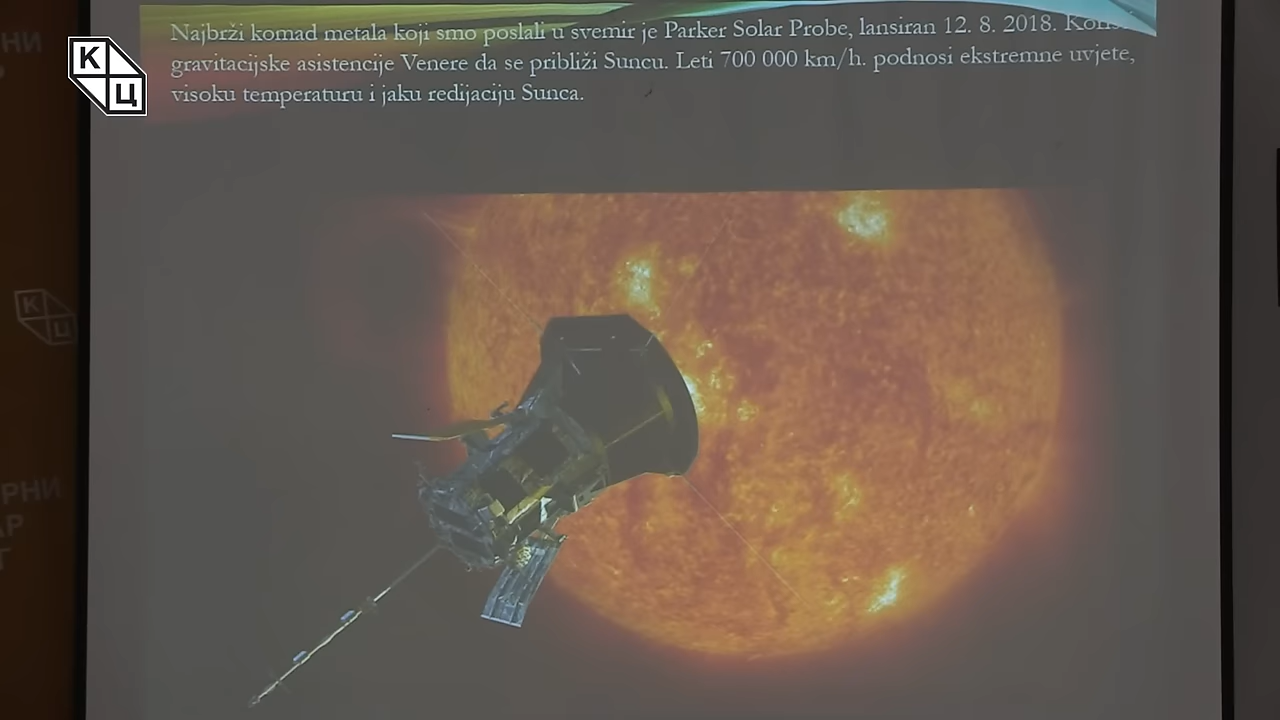 Najbrži komad metala koji smo poslali u svemir je Parker Solar Probe, lansiran 12. 8. 2018.
gravitacijske asistencije Venere da se približi Suncu. Leti 700 000 km/h. podnosi ekstremne uvjete,
visoku temperaturu i jaku redijaciju Sunca.
К
Ц
К
Ц